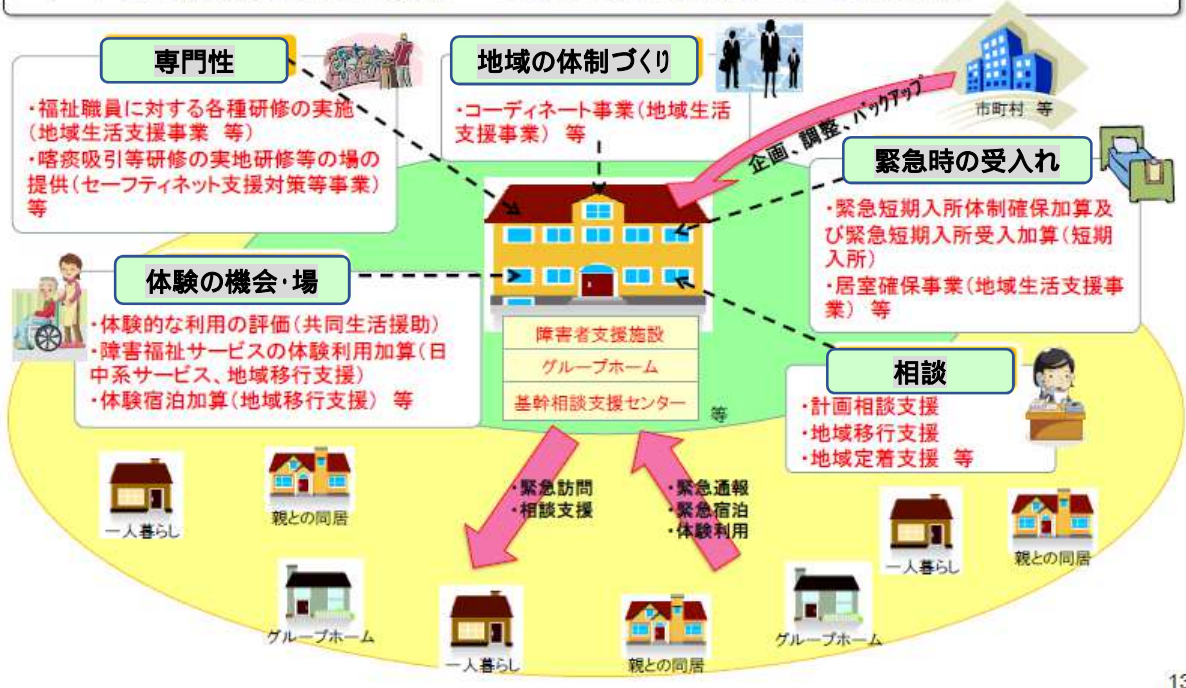 専門性
・福祉職員に対する各種研修の実施
(地域生活支援事業 等)
・喀痰吸引等研修の実地研修等の場の
提供(セーフティネット支援対策等事業)
等
地域の体制づくり
・コーディネート事業(地域生活
支援事業) 等
市町村 等
企画、調整、バックアップ
緊急時の受入れ
・緊急短期入所体制確保加算及
び緊急短期入所受入加算(短期
入所)
・居室確保事業(地域生活支援事
業) 等
体験の機会・場
・体験的な利用の評価(共同生活援助)
・障害福祉サービスの体験利用加算(日
中系サービス、地域移行支援)
・体験宿泊加算(地域移行支援) 等
障害者支援施設
グループホーム
基幹相談支援センター
等
相談
・計画相談支援
・地域移行支援
・地域定着支援 等
・緊急訪問
・相談支援
・緊急通報
・緊急宿泊
・体験利用
一人暮らし
親との同居
グループホーム
一人暮らし
親との同居
グループホーム
一人暮らし
親との同居
13